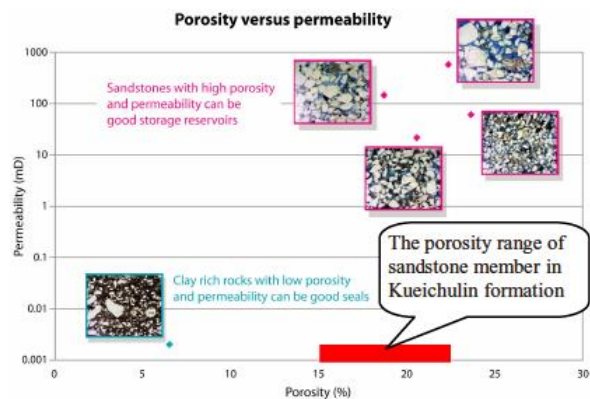 Porosity versus permeability
1000
100
10
1
0.1
0.01
0.001
Permeability (mD)
Sandstones with high porosity
and permeability can be
good storage reservoirs
Clay rich rocks with low porosity
and permeability can be good seals
The porosity range of
sandstone member in
Kueichulin formation
0
5
10
15
20
25
30
Porosity (%)